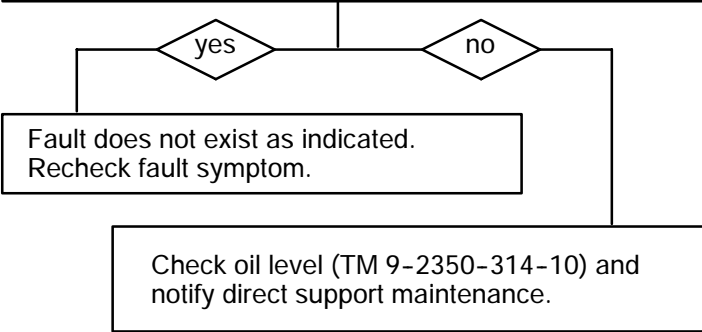 yes
no
Fault does not exist as indicated.
Recheck fault symptom.
Check oil level (TM 9-2350-314-10) and
notify direct support maintenance.